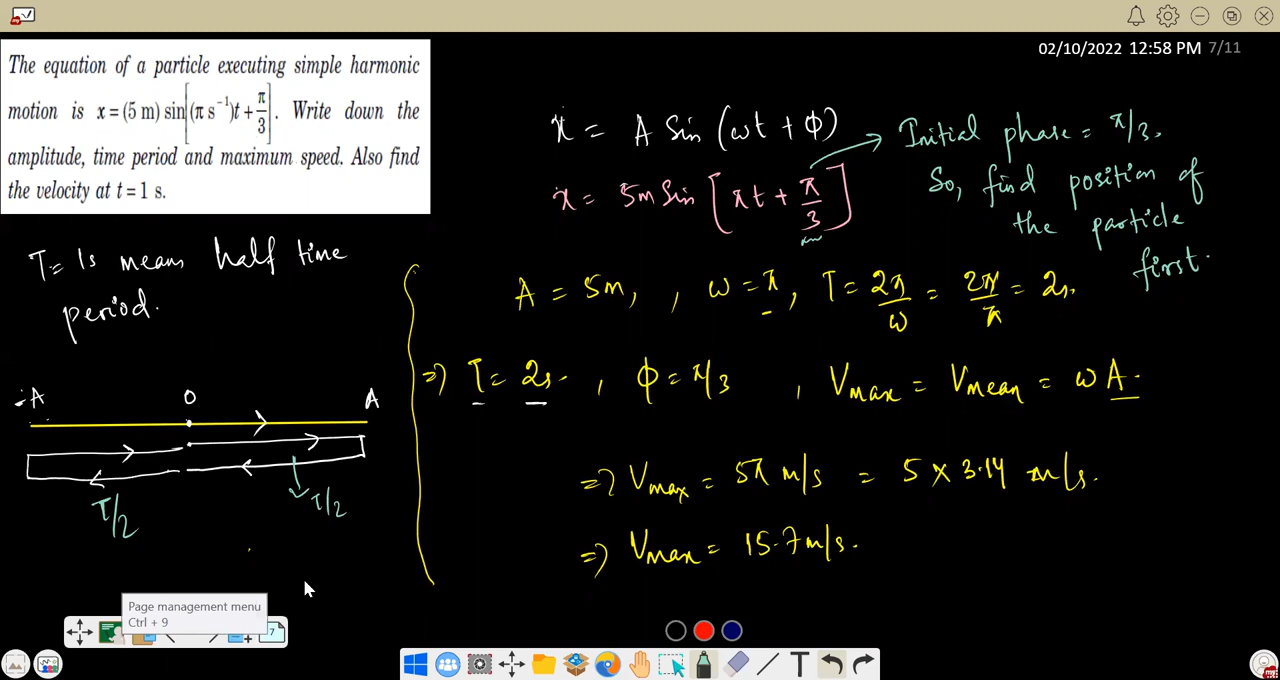 02/10/2022 12:58 PM 7/11
The equation of a particle executing simple harmonic
motion is x = (5 m) sin[(π s⁻¹)t + π/3]. Write down the
amplitude, time period and maximum speed. Also find
the velocity at t = 1 s.
x = A Sin (ωt + Φ)
x = 5m Sin [πt + π/3]
Initial phase = π/3.
So, find position of
the particle
first.
T = 1s means half time
period.
A = 5m, , ω = π, T = 2π/ω = 2π/π = 2s.
⇒ T = 2s. , Φ = π/3 , Vmax = Vmean = ωA.
⇒ Vmax = 5π m/s = 5 × 3.14 m/s.
⇒ Vmax = 15.7 m/s.
-A O A
T/2 T/2
Page management menu
Ctrl + 9
7
T